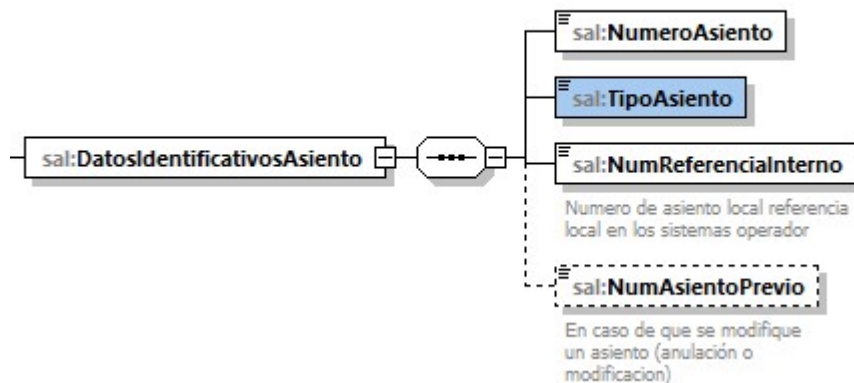 sal:NumeroAsiento
sal:TipoAsiento
sal:DatosIdentificativosAsiento
sal:NumReferenciaInterno
Numero de asiento local referencia
local en los sistemas operador
sal:NumAsientoPrevio
En caso de que se modifique
un asiento (anulación o
modificacion)